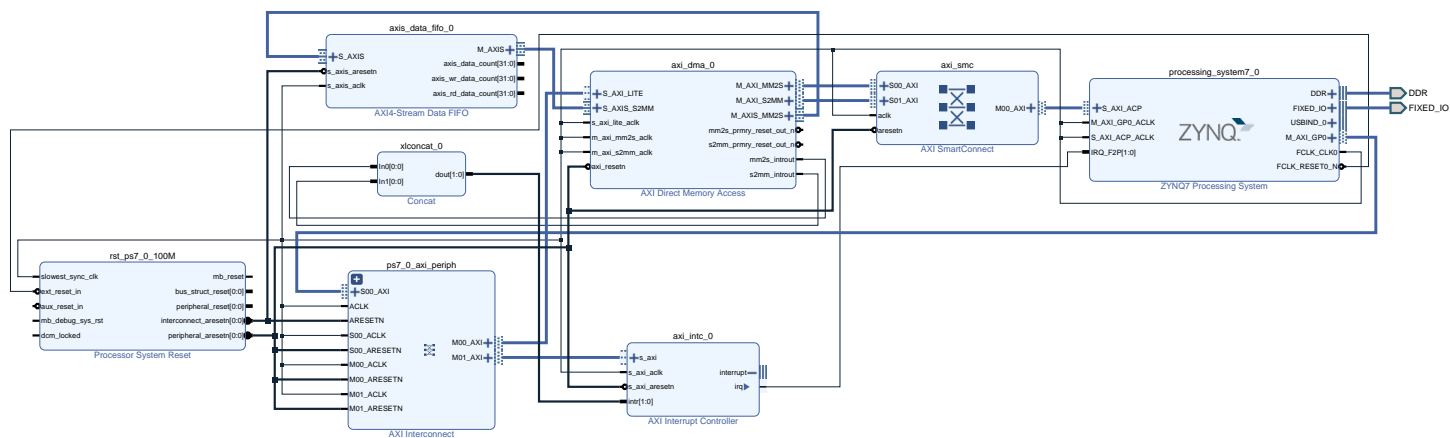 axis_data_fifo_0
S_AXIS
s_axis_aresetn
s_axis_aclk
M_AXIS
axis_data_count[31:0]
axis_wr_data_count[31:0]
axis_rd_data_count[31:0]
AXI4-Stream Data FIFO
axi_dma_0
S_AXI_LITE
S_AXIS_S2MM
s_axi_lite_aclk
m_axi_mm2s_aclk
m_axi_s2mm_aclk
axi_resetn
M_AXI_MM2S
M_AXI_S2MM
M_AXIS_MM2S
mm2s_prmry_reset_out_n
s2mm_prmry_reset_out_n
mm2s_introut
s2mm_introut
AXI Direct Memory Access
axi_smc
S00_AXI
S01_AXI
aclk
aresetn
M00_AXI
AXI SmartConnect
processing_system7_0
S_AXI_ACP
M_AXI_GP0_ACLK
S_AXI_ACP_ACLK
IRQ_F2P[1:0]
ZYNQ
DDR
FIXED_IO
USBIND_0
M_AXI_GP0
FCLK_CLK0
FCLK_RESET0_N
ZYNQ7 Processing System
DDR
FIXED_IO
xlconcat_0
In0[0:0]
In1[0:0]
dout[1:0]
Concat
rst_ps7_0_100M
slowest_sync_clk
ext_reset_in
aux_reset_in
mb_debug_sys_rst
dcm_locked
mb_reset
bus_struct_reset[0:0]
peripheral_reset[0:0]
interconnect_aresetn[0:0]
peripheral_aresetn[0:0]
Processor System Reset
ps7_0_axi_periph
S00_AXI
ACLK
ARESETN
S00_ACLK
S00_ARESETN
M00_ACLK
M00_ARESETN
M01_ACLK
M01_ARESETN
M00_AXI
M01_AXI
AXI Interconnect
axi_intc_0
s_axi
s_axi_aclk
s_axi_aresetn
intr[1:0]
interrupt
irq
AXI Interrupt Controller